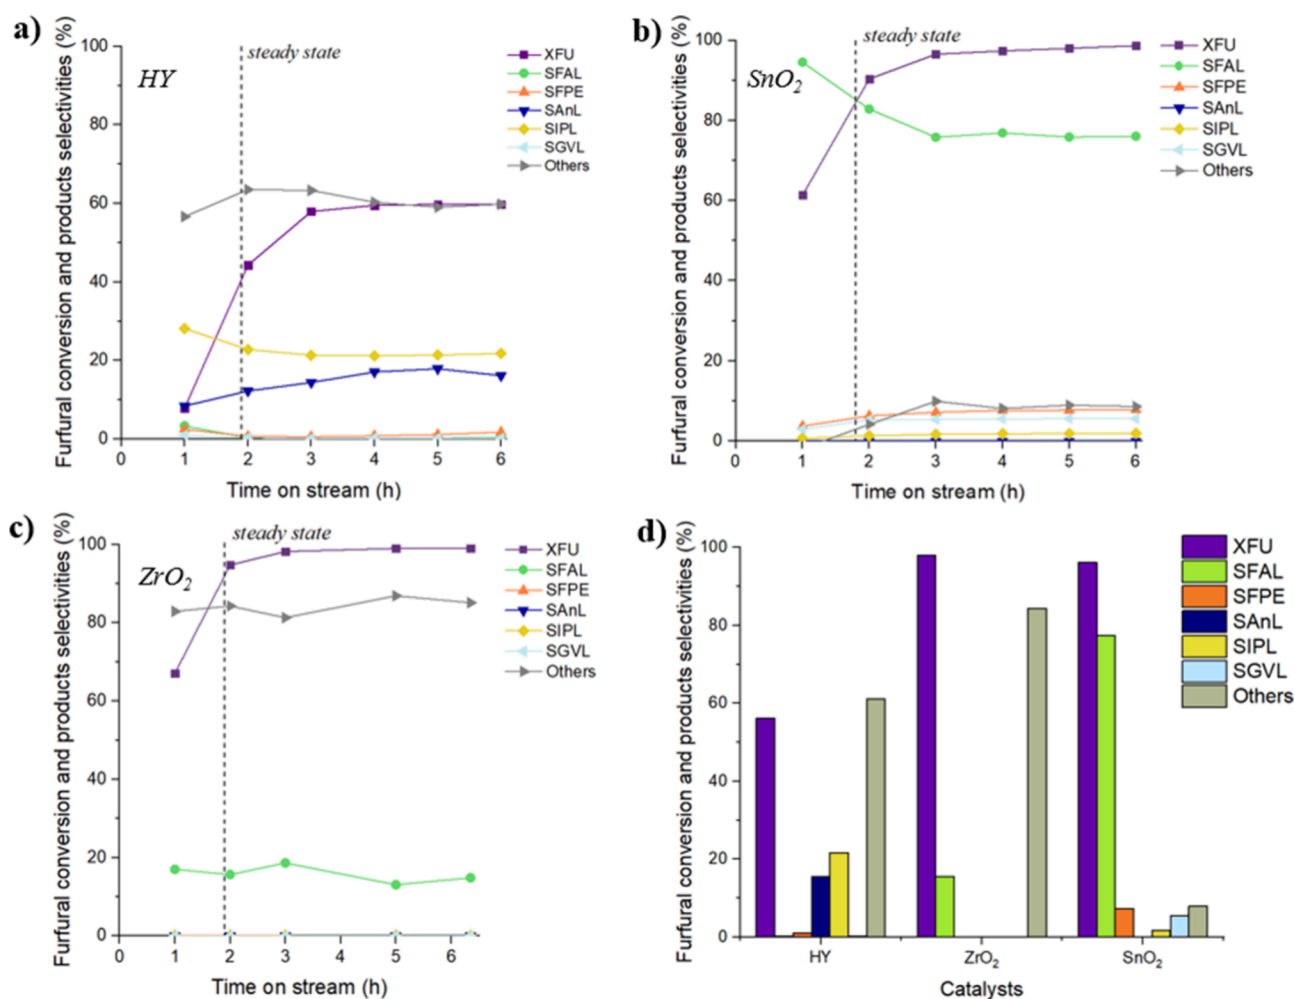 a)
Furfural conversion and products selectivities (%)
100
80
60
40
20
0
HY
steady state
XFU
SFAL
SFPE
SAnL
SIPL
SGVL
Others
0 1 2 3 4 5 6
Time on stream (h)
b)
Furfural conversion and products selectivities (%)
100
80
60
40
20
0
SnO2
steady state
XFU
SFAL
SFPE
SAnL
SIPL
SGVL
Others
0 1 2 3 4 5 6
Time on stream (h)
c)
Furfural conversion and products selectivities (%)
100
80
60
40
20
0
ZrO2
steady state
XFU
SFAL
SFPE
SAnL
SIPL
SGVL
Others
0 1 2 3 4 5 6
Time on stream (h)
d)
Furfural conversion and products selectivities (%)
100
80
60
40
20
0
XFU
SFAL
SFPE
SAnL
SIPL
SGVL
Others
HY ZrO2 SnO2
Catalysts